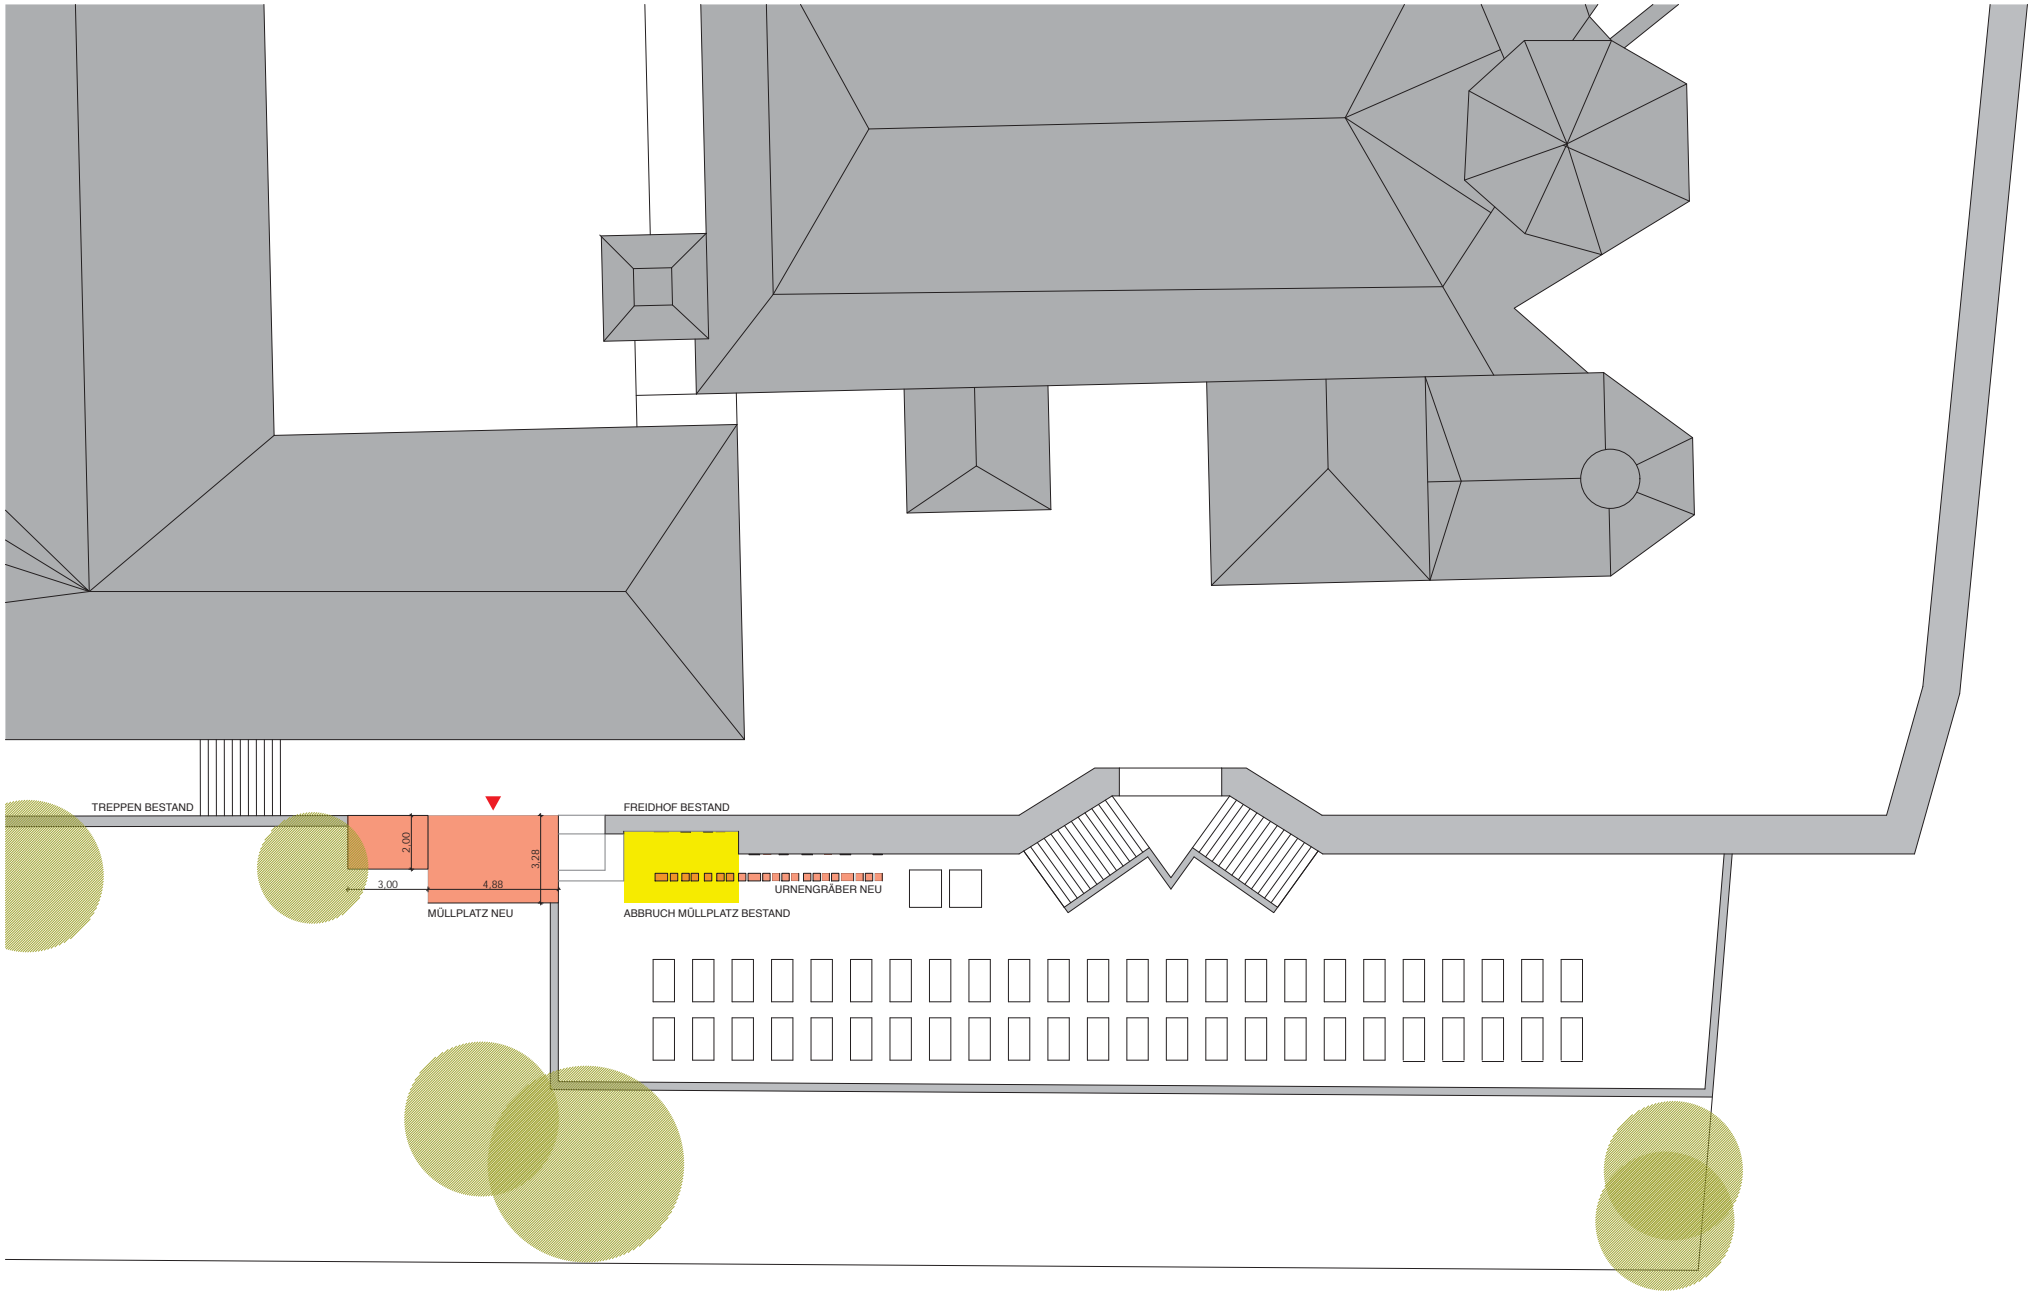 TREPPEN BESTAND
FREIDHOF BESTAND
2,00
3,28
3,00
4,88
URNENGRÄBER NEU
MÜLLPLATZ NEU
ABBRUCH MÜLLPLATZ BESTAND